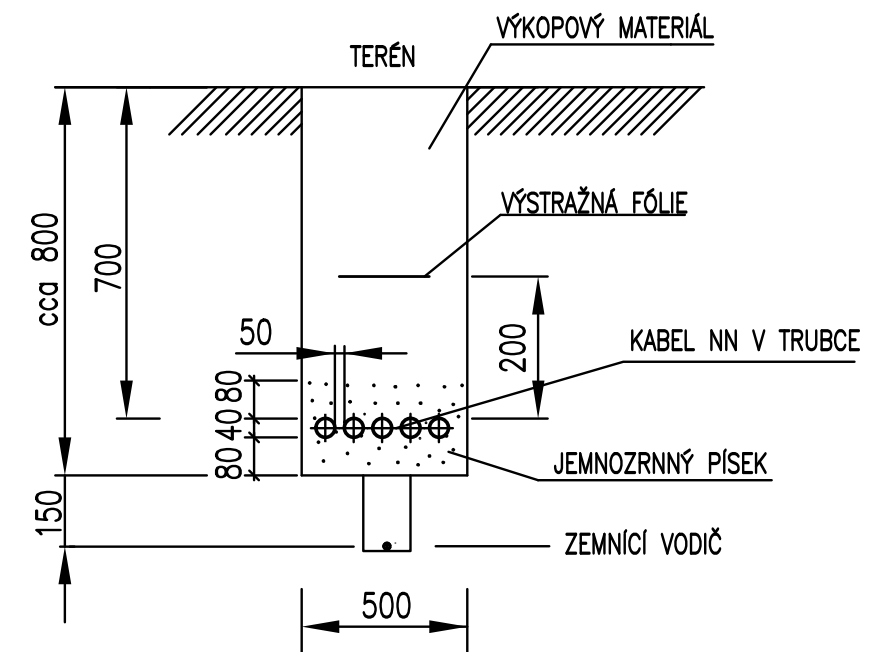 VÝKOPOVÝ MATERIÁL
TERÉN
VÝSTRAŽNÁ FÓLIE
cca 800
700
50
200
KABEL NN V TRUBCE
80
40
80
JEMNOZRNNÝ PÍSEK
150
ZEMNÍCÍ VODIČ
500